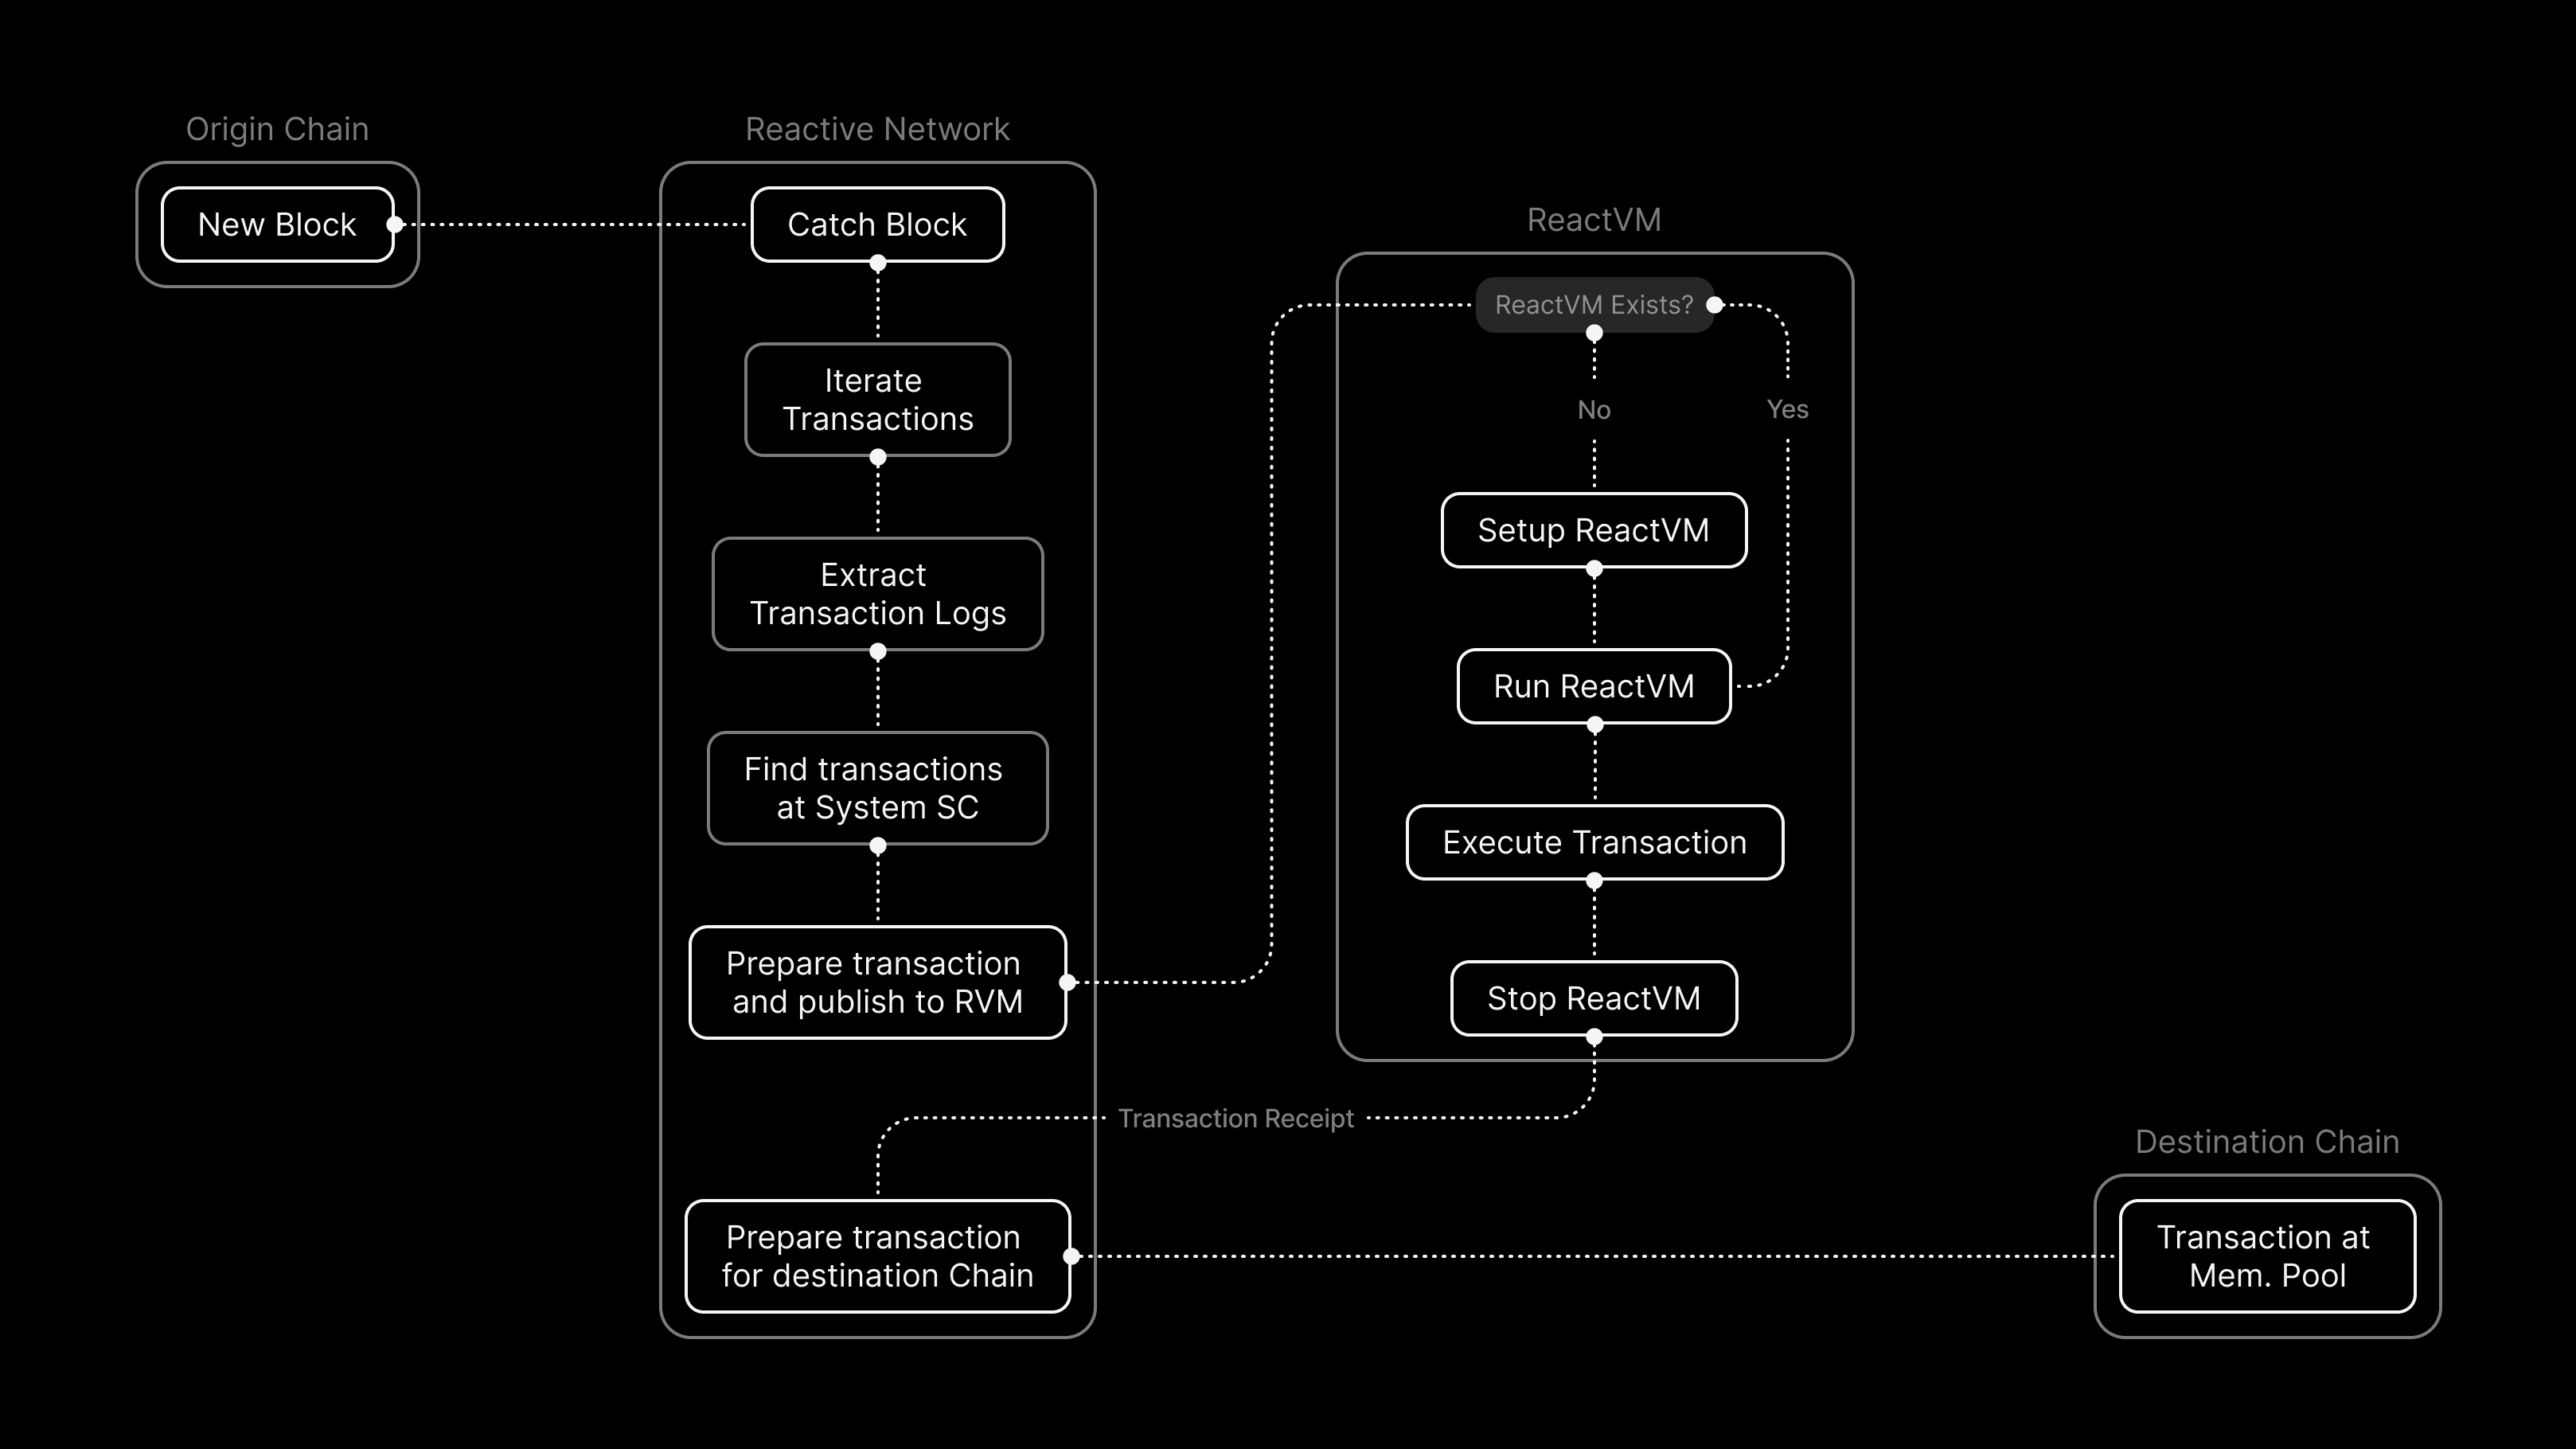 Origin Chain
New Block
Reactive Network
Catch Block
Iterate
Transactions
Extract
Transaction Logs
Find transactions
at System SC
Prepare transaction
and publish to RVM
ReactVM
ReactVM Exists?
No
Yes
Setup ReactVM
Run ReactVM
Execute Transaction
Stop ReactVM
Transaction Receipt
Prepare transaction
for destination Chain
Destination Chain
Transaction at
Mem. Pool